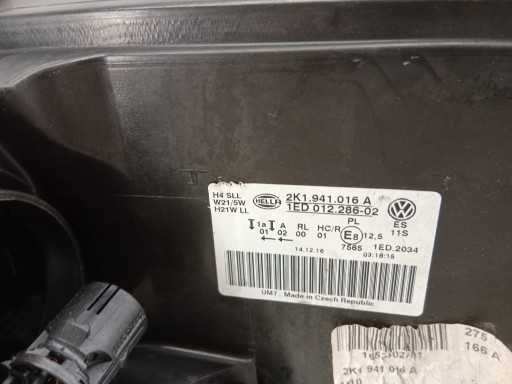 H4 SLL
W21/5W
H21W LL
HELLA
2K1.941.016 A
1ED 012.286-02
PL
ES
11S
1a A RL HC/R E8 12,5
01 02 00 01
7565 1ED.2034
14.12.16 03:18:15
UM7 : Made in Czech Republic
275
166 A
2K1 941 016 A